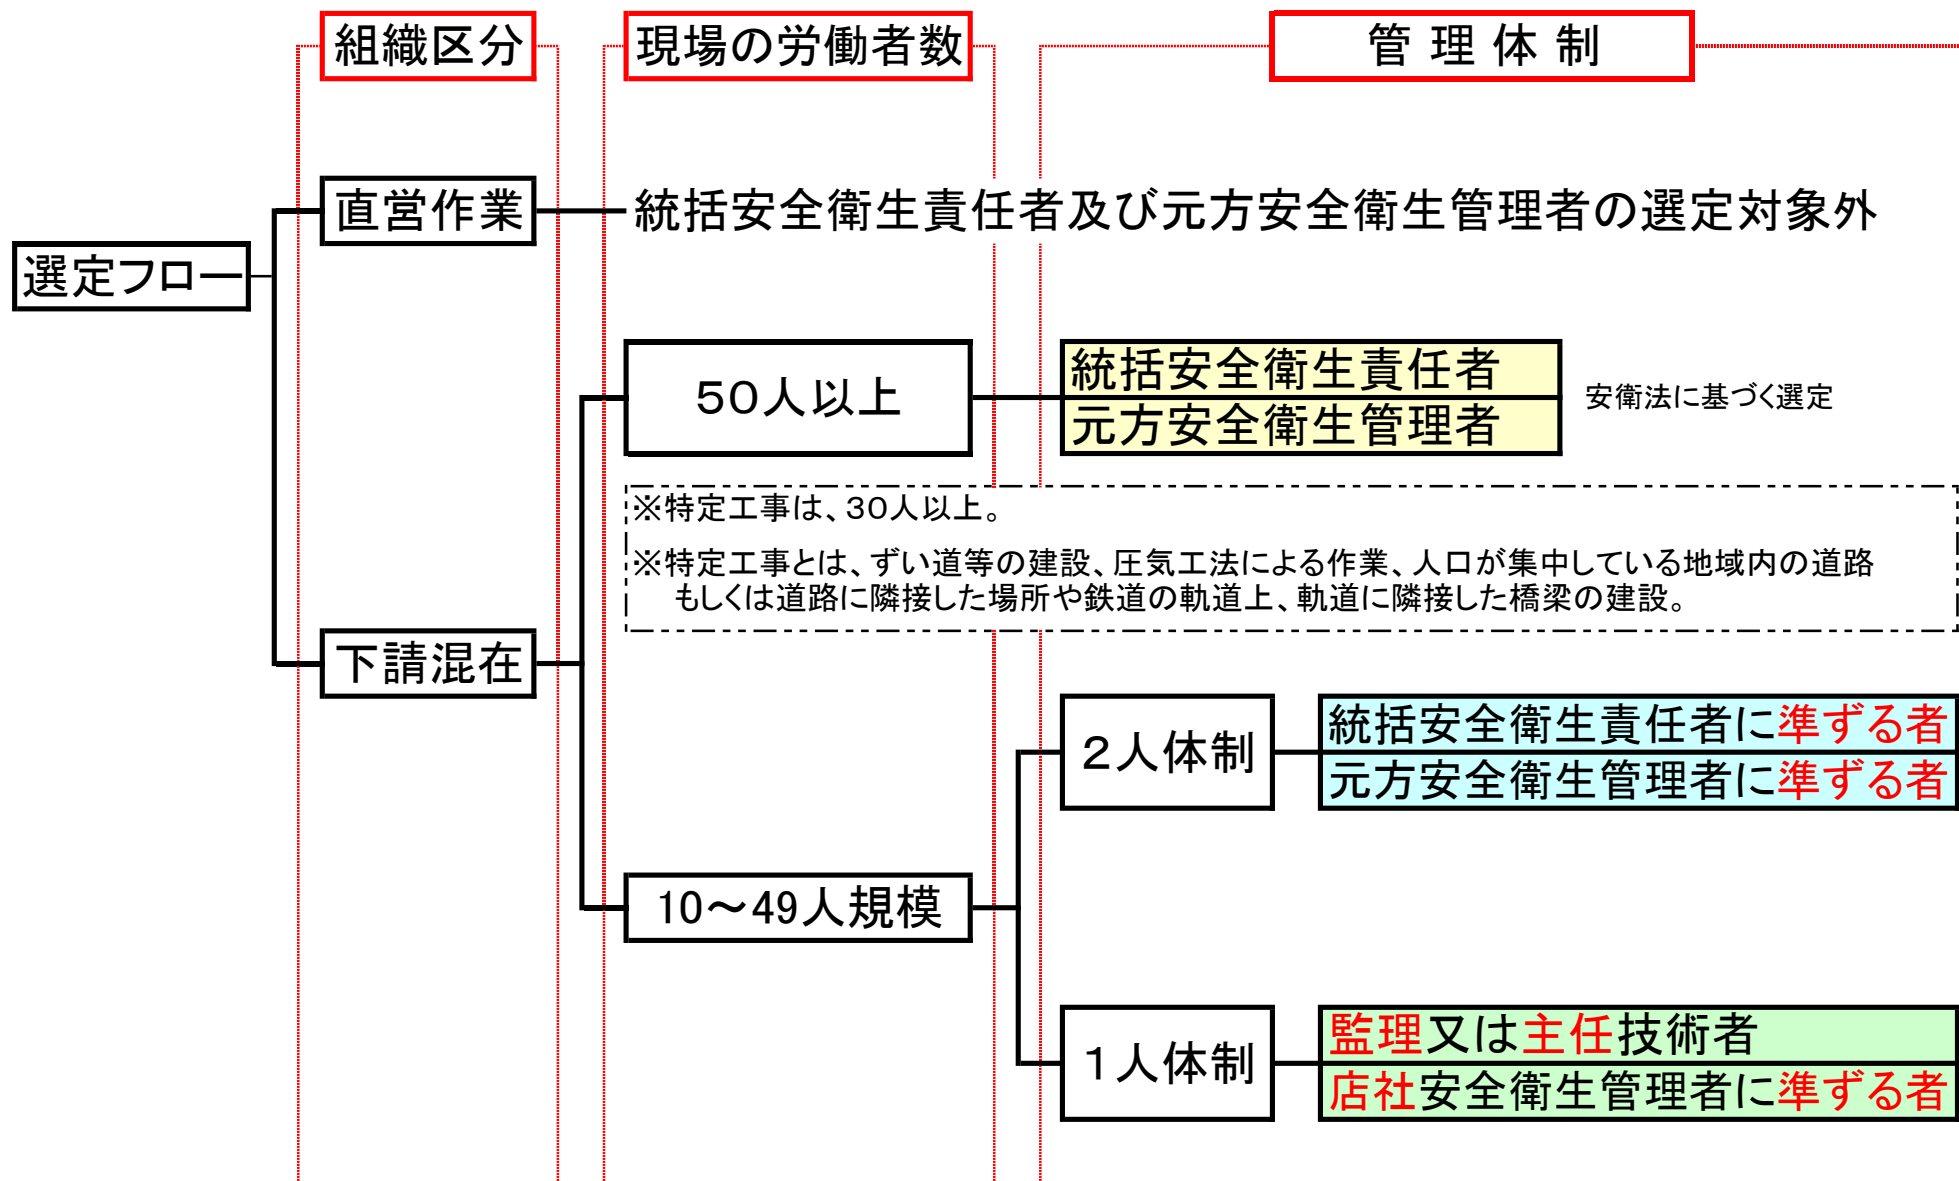 組織区分
現場の労働者数
管理体制
直営作業
統括安全衛生責任者及び元方安全衛生管理者の選定対象外
選定フロー
50人以上
統括安全衛生責任者
元方安全衛生管理者
安衛法に基づく選定
※特定工事は、30人以上。
※特定工事とは、ずい道等の建設、圧気工法による作業、人口が集中している地域内の道路
もしくは道路に隣接した場所や鉄道の軌道上、軌道に隣接した橋梁の建設。
下請混在
2人体制
統括安全衛生責任者に準ずる者
元方安全衛生管理者に準ずる者
10～49人規模
1人体制
監理又は主任技術者
店社安全衛生管理者に準ずる者